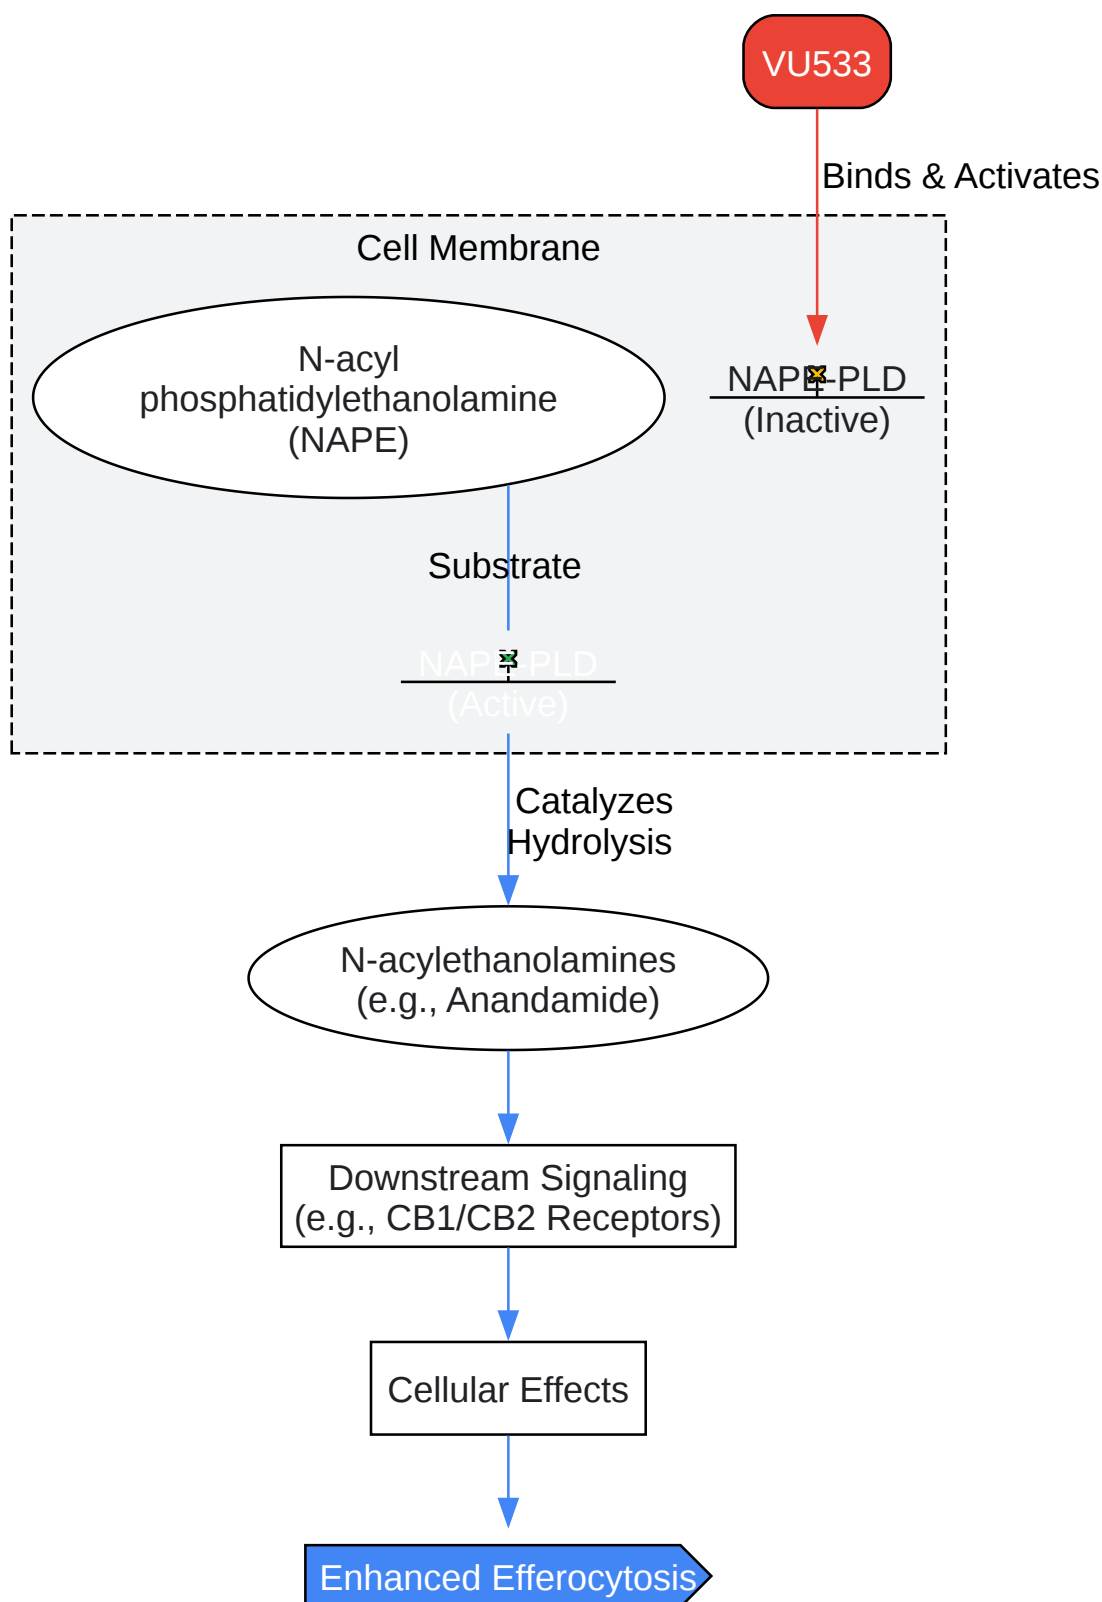 VU533
Binds & Activates
Cell Membrane
N-acyl
phosphatidylethanolamine
(NAPE)
NAPE-PLD
(Inactive)
Substrate
NAPE-PLD
(Active)
Catalyzes
Hydrolysis
N-acylethanolamines
(e.g., Anandamide)
Downstream Signaling
(e.g., CB1/CB2 Receptors)
Cellular Effects
Enhanced Efferocytosis